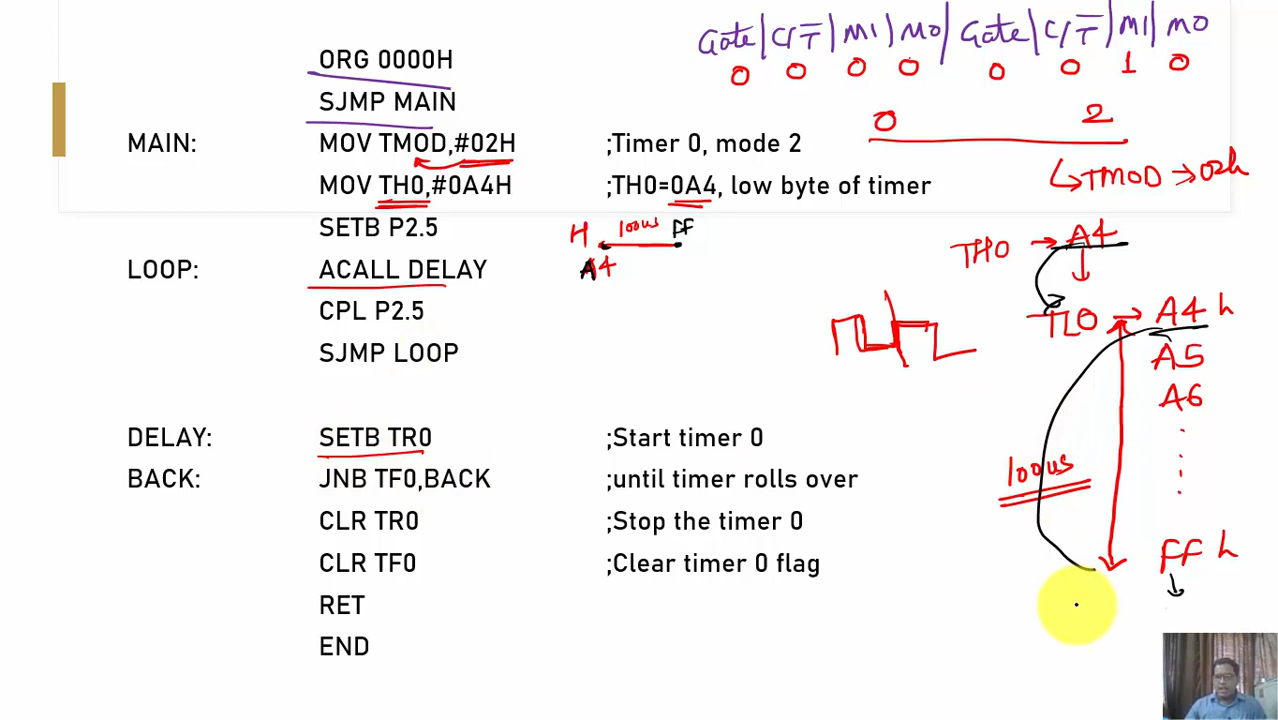 Gate | C/T̅ | M1 | M0 | Gate | C/T̅ | M1 | M0
0 0 0 0 0 0 1 0
0 2
↳TMOD → 02h
ORG 0000H
SJMP MAIN
MAIN: MOV TMOD,#02H ;Timer 0, mode 2
MOV TH0,#0A4H ;TH0=0A4, low byte of timer
SETB P2.5
LOOP: ACALL DELAY
CPL P2.5
SJMP LOOP
DELAY: SETB TR0 ;Start timer 0
BACK: JNB TF0,BACK ;until timer rolls over
CLR TR0 ;Stop the timer 0
CLR TF0 ;Clear timer 0 flag
RET
END
H 100us FF
A4
TH0 → A4
TL0 → A4 h
A5
A6
100us
FF h